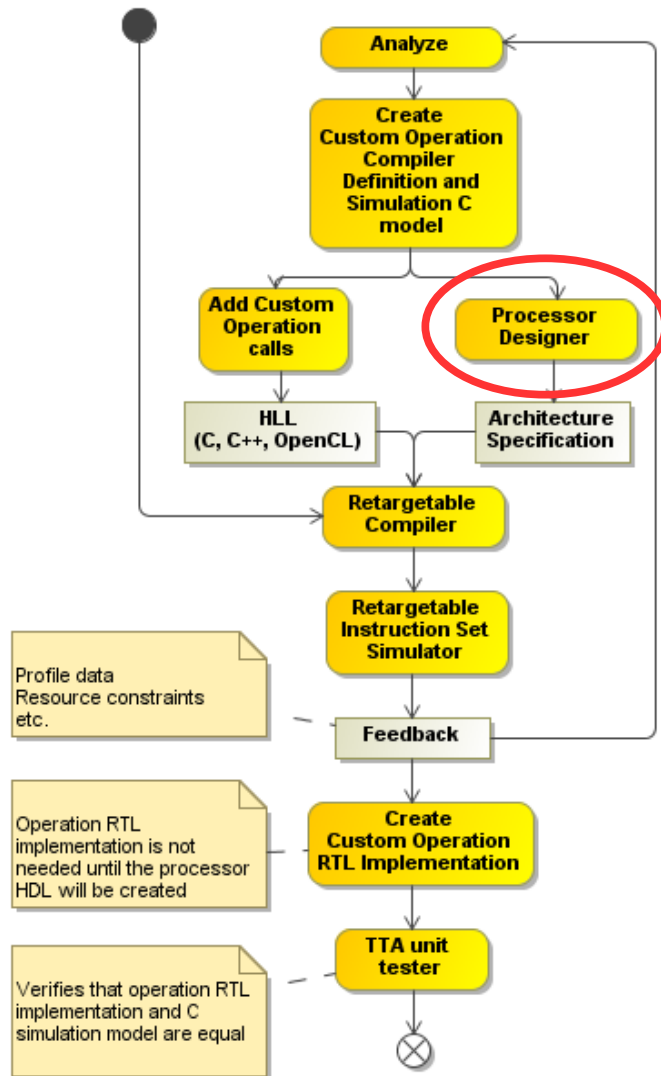 Analyze
Create
Custom Operation
Compiler
Definition and
Simulation C
model
Add Custom
Operation
calls
Processor
Designer
HLL
(C, C++, OpenCL)
Architecture
Specification
Retargetable
Compiler
Retargetable
Instruction Set
Simulator
Profile data
Resource constraints
etc.
Feedback
Operation RTL
implementation is not
needed until the processor
HDL will be created
Create
Custom Operation
RTL Implementation
TTA unit
tester
Verifies that operation RTL
implementation and C
simulation model are equal